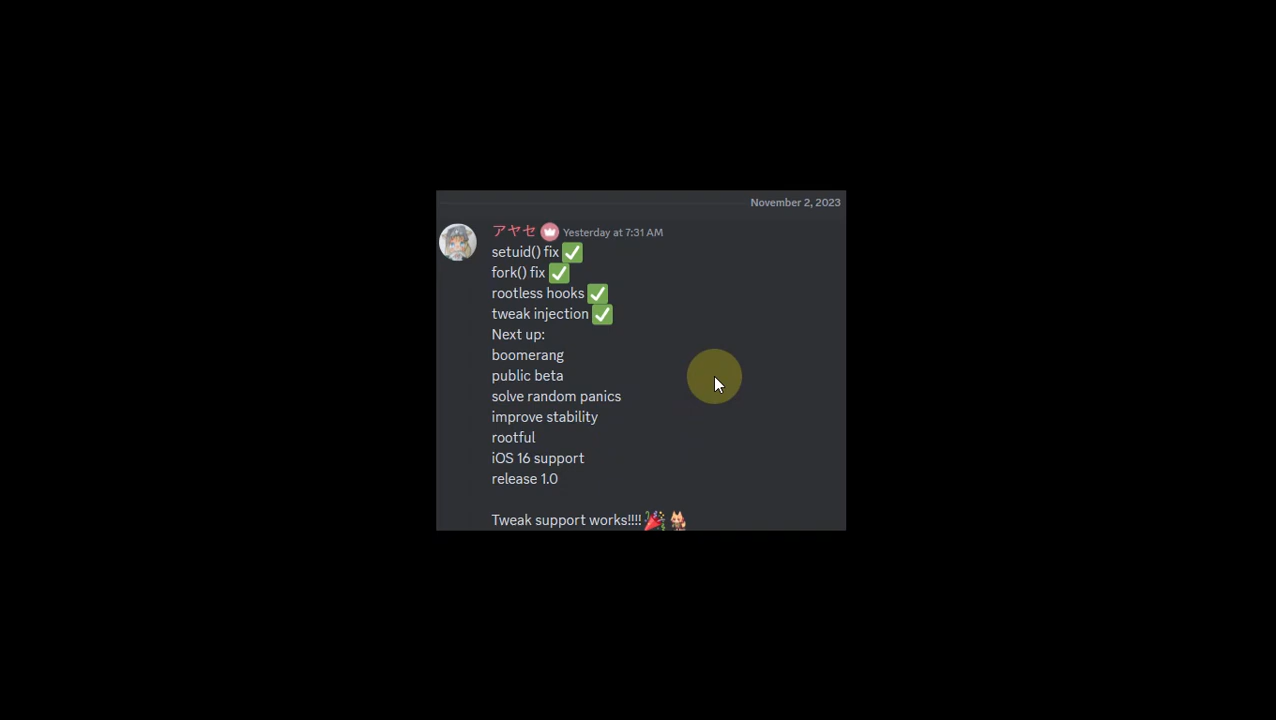 November 2, 2023
アヤセ Yesterday at 7:31 AM
setuid() fix ✅
fork() fix ✅
rootless hooks ✅
tweak injection ✅
Next up:
boomerang
public beta
solve random panics
improve stability
rootful
iOS 16 support
release 1.0
Tweak support works!!!! 🎉